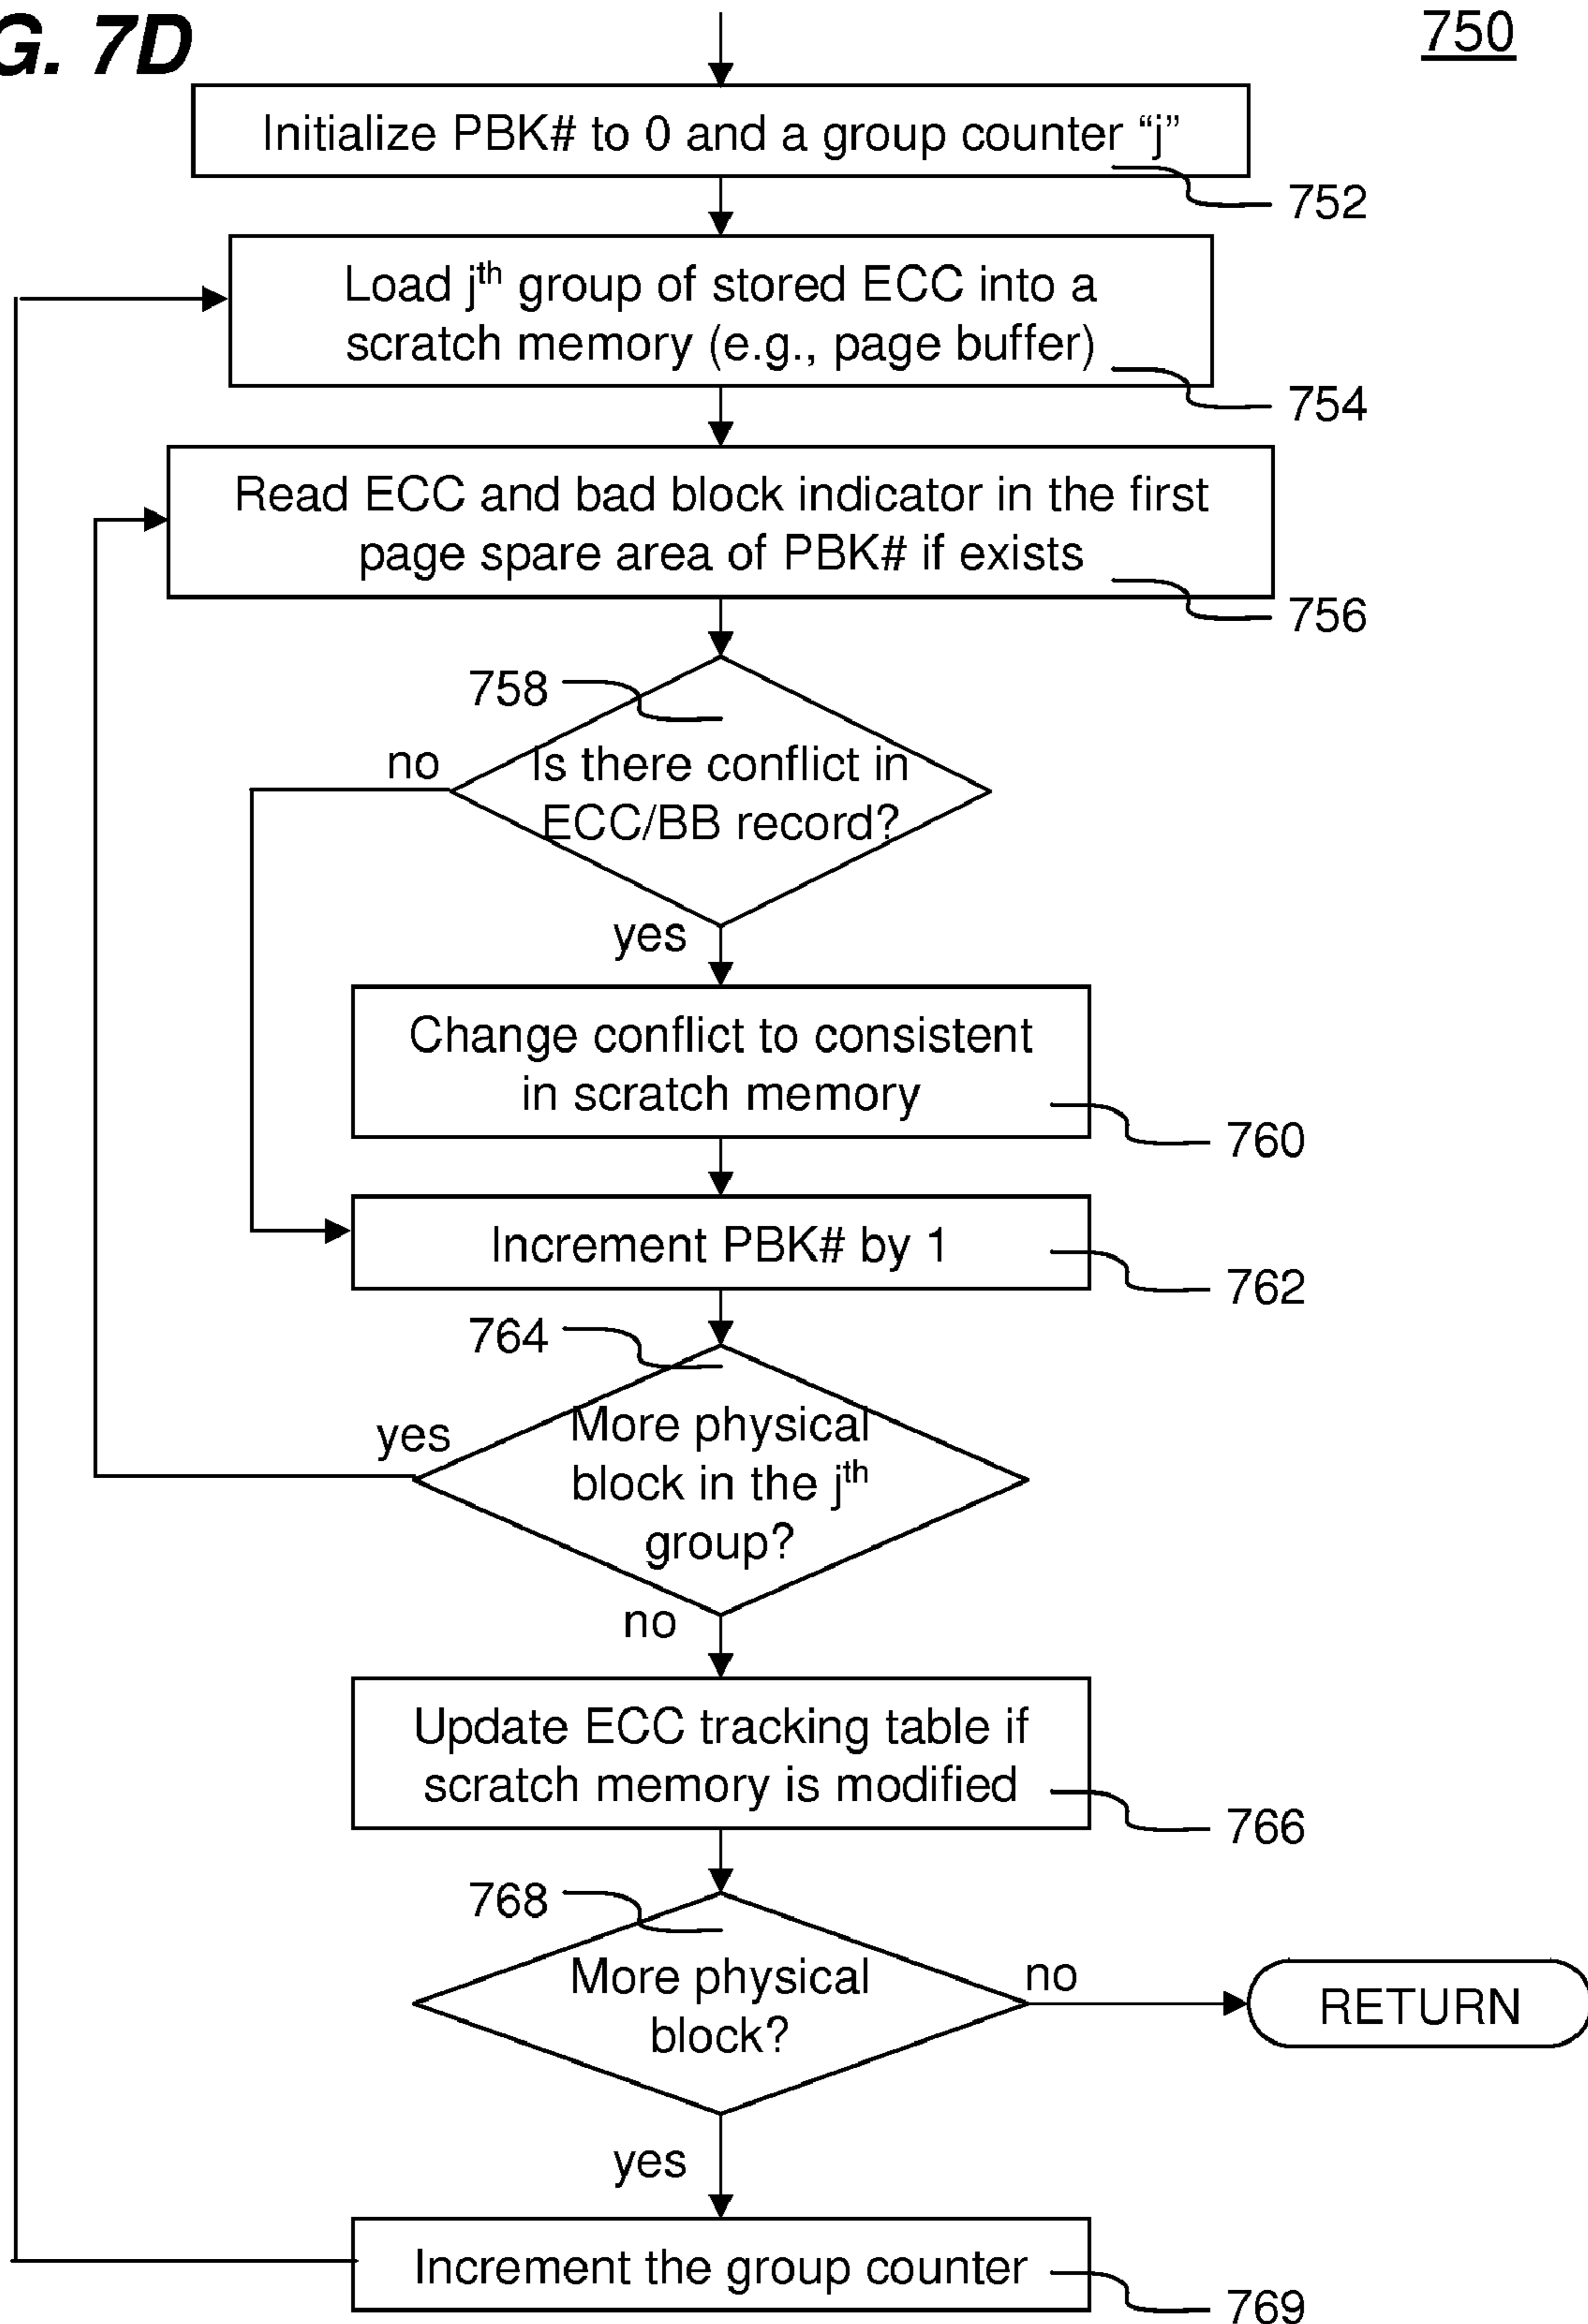 G. 7D
750
Initialize PBK# to 0 and a group counter “j”
752
Load jth group of stored ECC into a
scratch memory (e.g., page buffer)
754
Read ECC and bad block indicator in the first
page spare area of PBK# if exists
756
758
no
Is there conflict in
ECC/BB record?
yes
Change conflict to consistent
in scratch memory
760
Increment PBK# by 1
762
764
yes
More physical
block in the jth
group?
no
Update ECC tracking table if
scratch memory is modified
766
768
More physical
block?
no
RETURN
yes
Increment the group counter
769